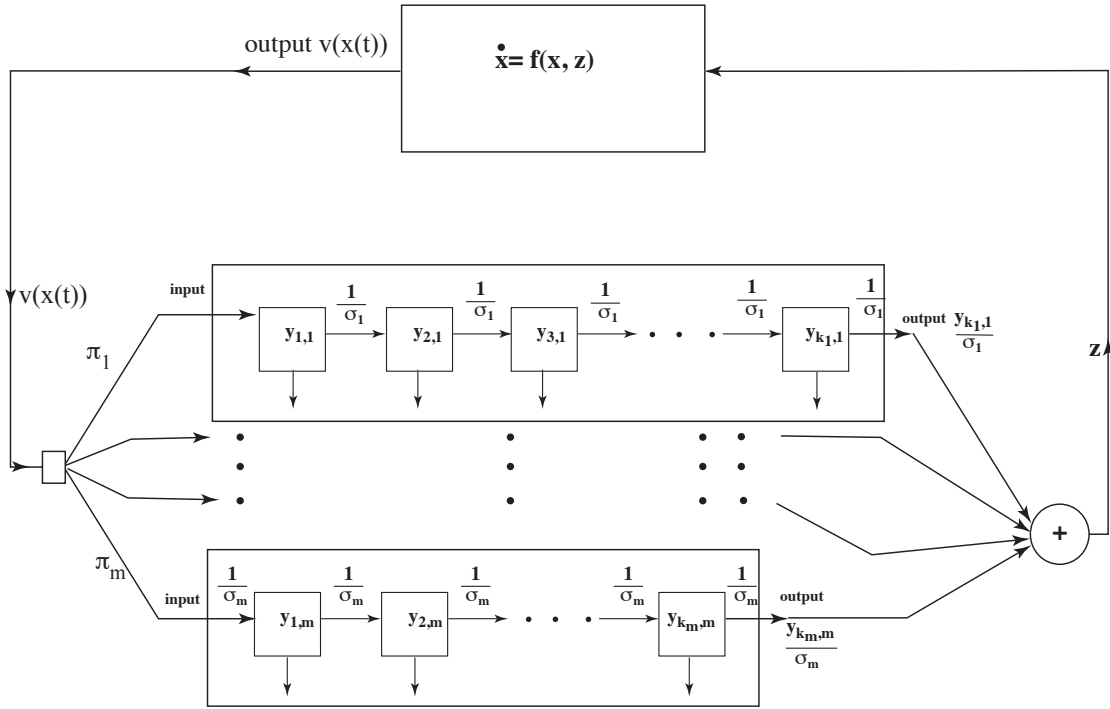 output v(x(t))
ẋ= f(x, z)
v(x(t))
z
π₁
input
y₁,₁
1/σ₁
y₂,₁
1/σ₁
y₃,₁
1/σ₁
1/σ₁
yₖ₁,₁
1/σ₁
output yₖ₁,₁/σ₁
+
πₘ
input
1/σₘ
y₁,ₘ
1/σₘ
y₂,ₘ
1/σₘ
1/σₘ
yₖₘ,ₘ
1/σₘ
output
yₖₘ,ₘ/σₘ